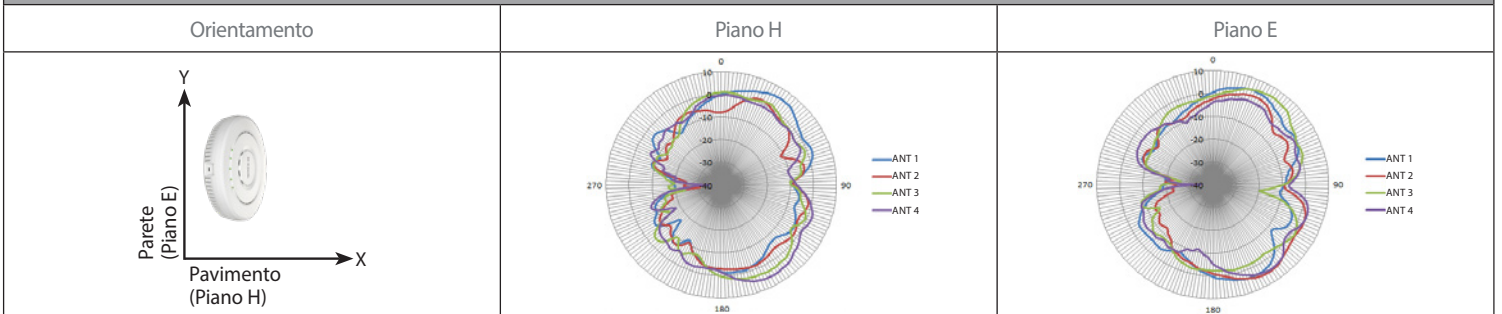 Orientamento
Piano H
Piano E
Y
Parete
(Piano E)
X
Pavimento
(Piano H)
0
10
0
-10
-20
-30
-40
270
90
180
ANT 1
ANT 2
ANT 3
ANT 4
0
10
0
-10
-20
-30
-40
270
90
180
ANT 1
ANT 2
ANT 3
ANT 4